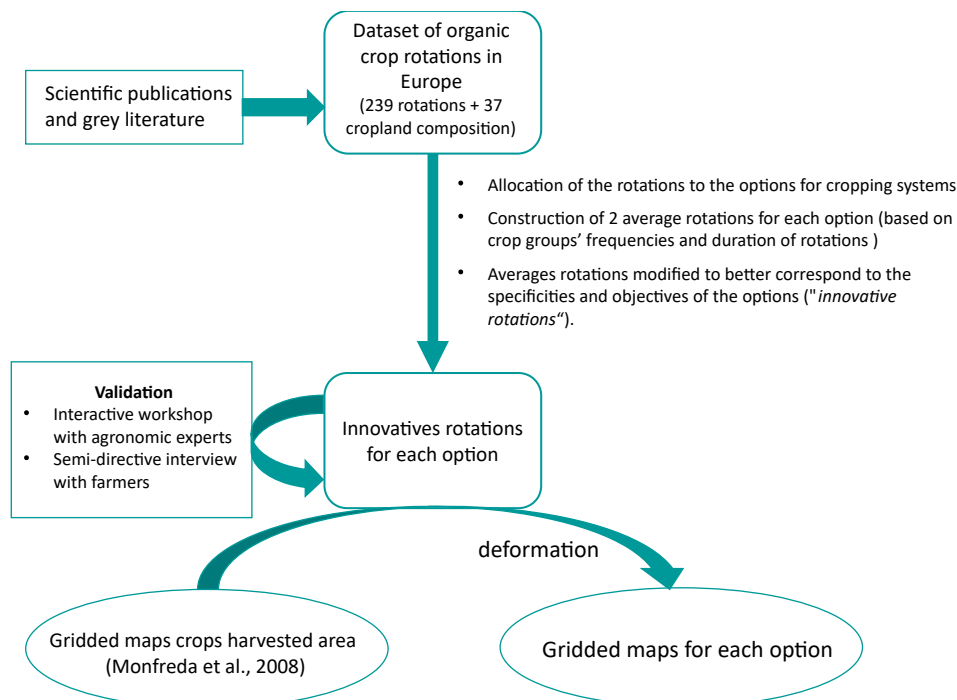 Dataset of organic
crop rotations in
Europe
(239 rotations + 37
cropland composition)
Scientific publications
and grey literature
• Allocation of the rotations to the options for cropping systems
• Construction of 2 average rotations for each option (based on
crop groups’ frequencies and duration of rotations )
• Averages rotations modified to better correspond to the
specificities and objectives of the options ("innovative
rotations“).
Validation
• Interactive workshop
with agronomic experts
• Semi-directive interview
with farmers
Innovatives rotations
for each option
deformation
Gridded maps crops harvested area
(Monfreda et al., 2008)
Gridded maps for each option